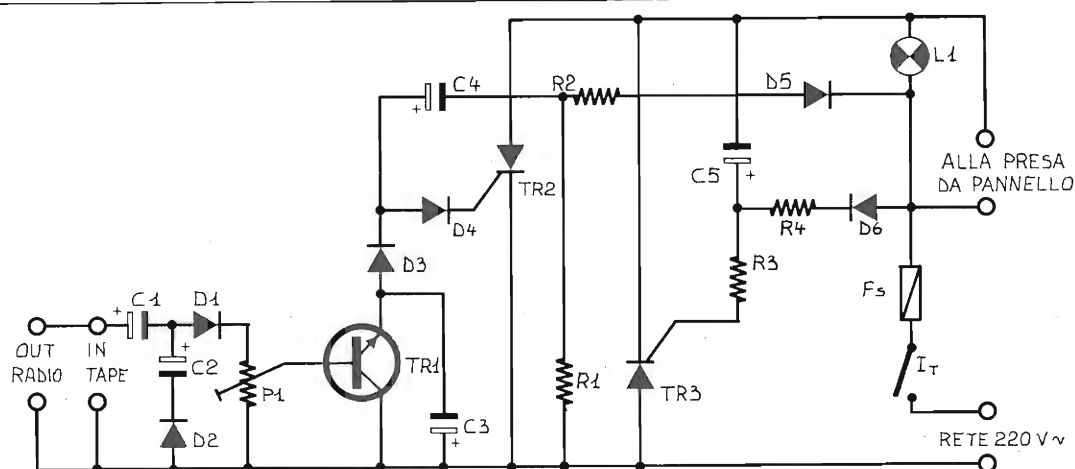 L1
C4
R2
D5
+
ALLA PRESA
DA PANNELLO
TR2
C5
+
D4
R4
D6
D3
R3
Fs
C1
+
D1
OUT
RADIO
IN
TAPE
+
C2
P1
TR1
R1
TR3
IT
D2
C3
+
RETE 220 V~